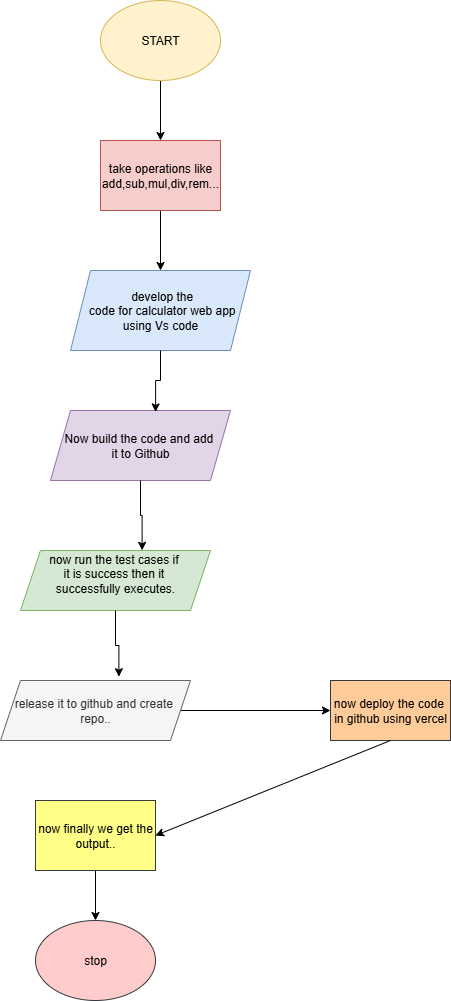 START
take operations like
add,sub,mul,div,rem...
develop the
code for calculator web app
using Vs code
Now build the code and add
it to Github
now run the test cases if
it is success then it
successfully executes.
release it to github and create
repo..
now deploy the code
in github using vercel
now finally we get the
output..
stop